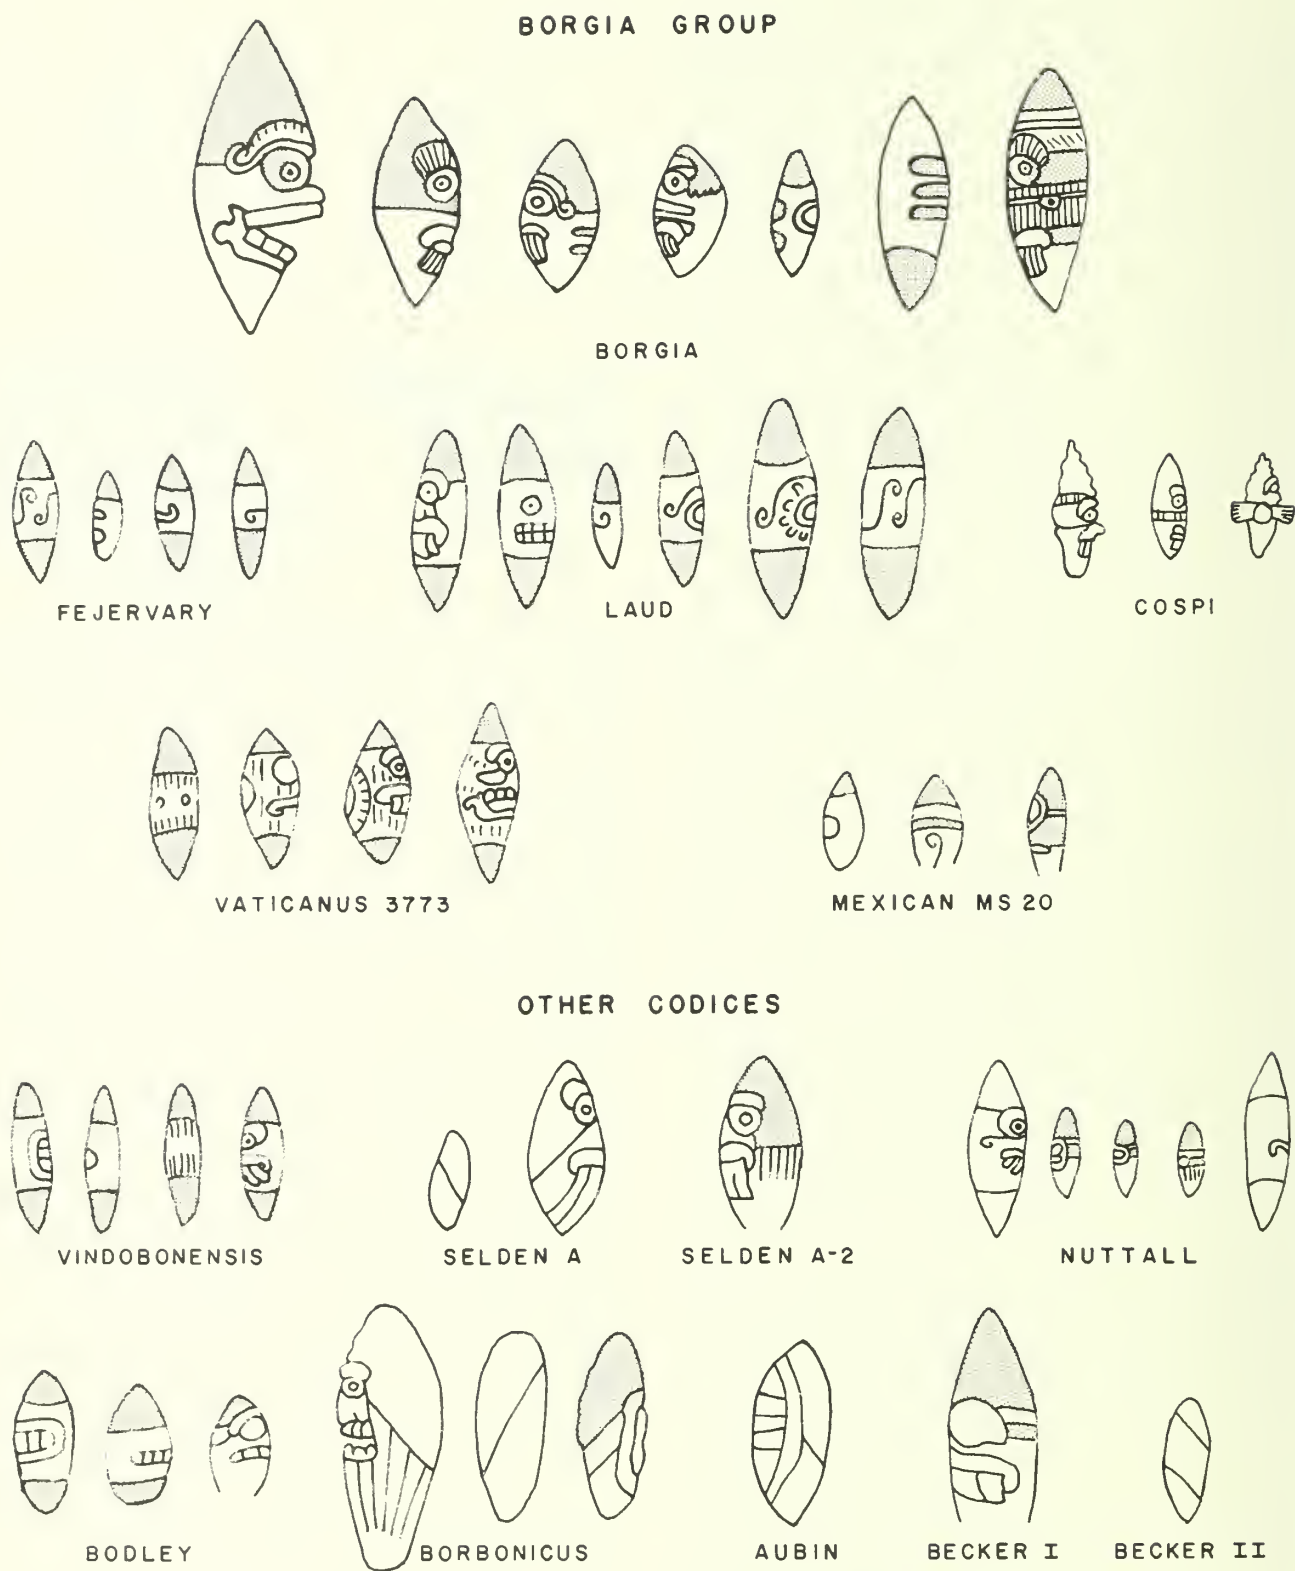 BORGIA GROUP
BORGIA
FEJERVARY
LAUD
COSPI
VATICANUS 3773
MEXICAN MS 20
OTHER CODICES
VINDOBONENSIS
SELDEN A
SELDEN A-2
NUTTALL
BODLEY
BORBONICUS
AUBIN
BECKER I
BECKER II